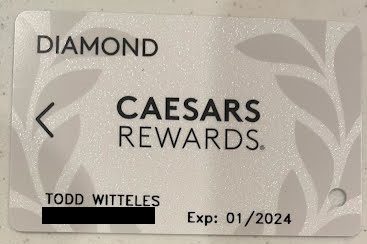 DIAMOND
CAESARS
REWARDS®
TODD WITTELES
Exp: 01/2024